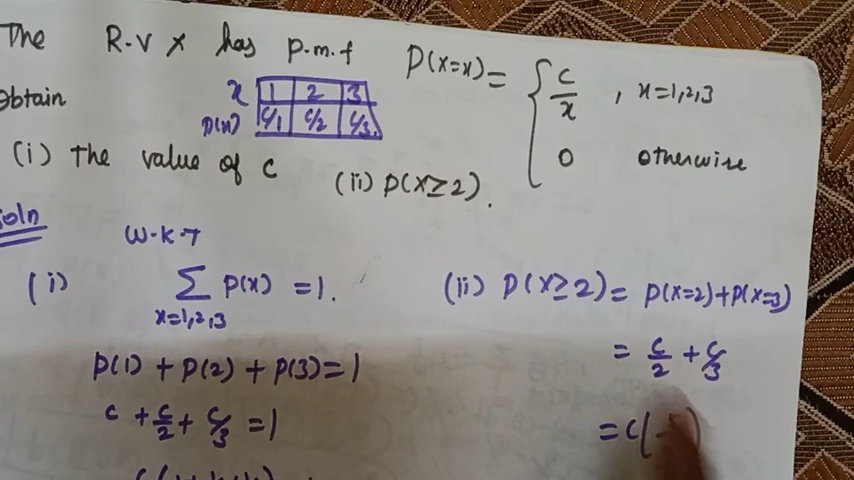 The R.V X has p.m.f P(X=x) = { c/x , x=1,2,3
0 otherwise
Obtain
x 1 2 3
p(x) c/1 c/2 c/3
(i) The value of c (ii) P(X≥2).
Soln
W.K.T
(i) ∑ P(x) = 1.
x=1,2,3
P(1) + P(2) + P(3) = 1
c + c/2 + c/3 = 1
(ii) P(X≥2) = P(X=2)+P(X=3)
= c/2 + c/3
= c(